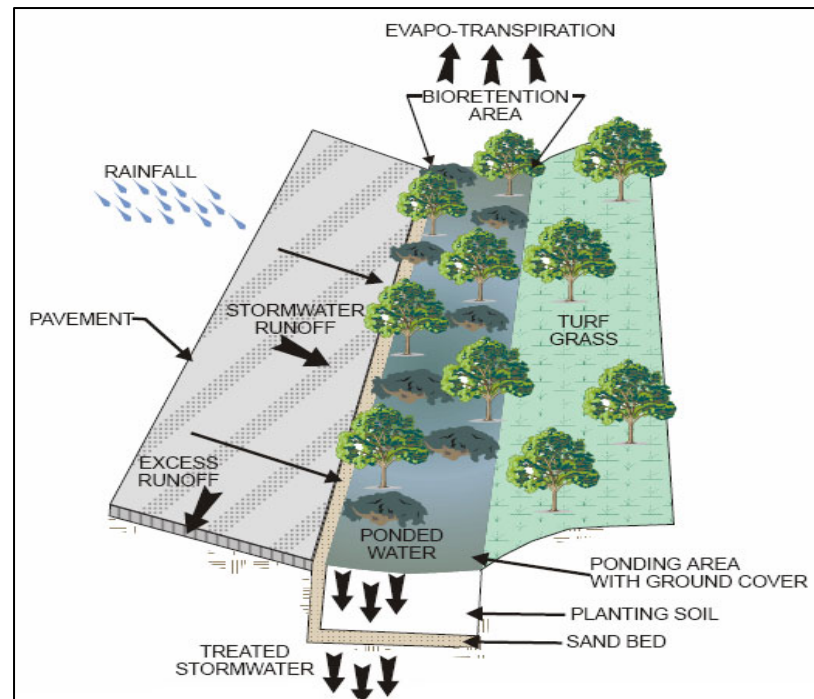 EVAPO-TRANSPIRATION
BIORETENTION
AREA
RAINFALL
PAVEMENT
STORMWATER
RUNOFF
TURF
GRASS
EXCESS
RUNOFF
PONDED
WATER
PONDING AREA
WITH GROUND COVER
PLANTING SOIL
SAND BED
TREATED
STORMWATER